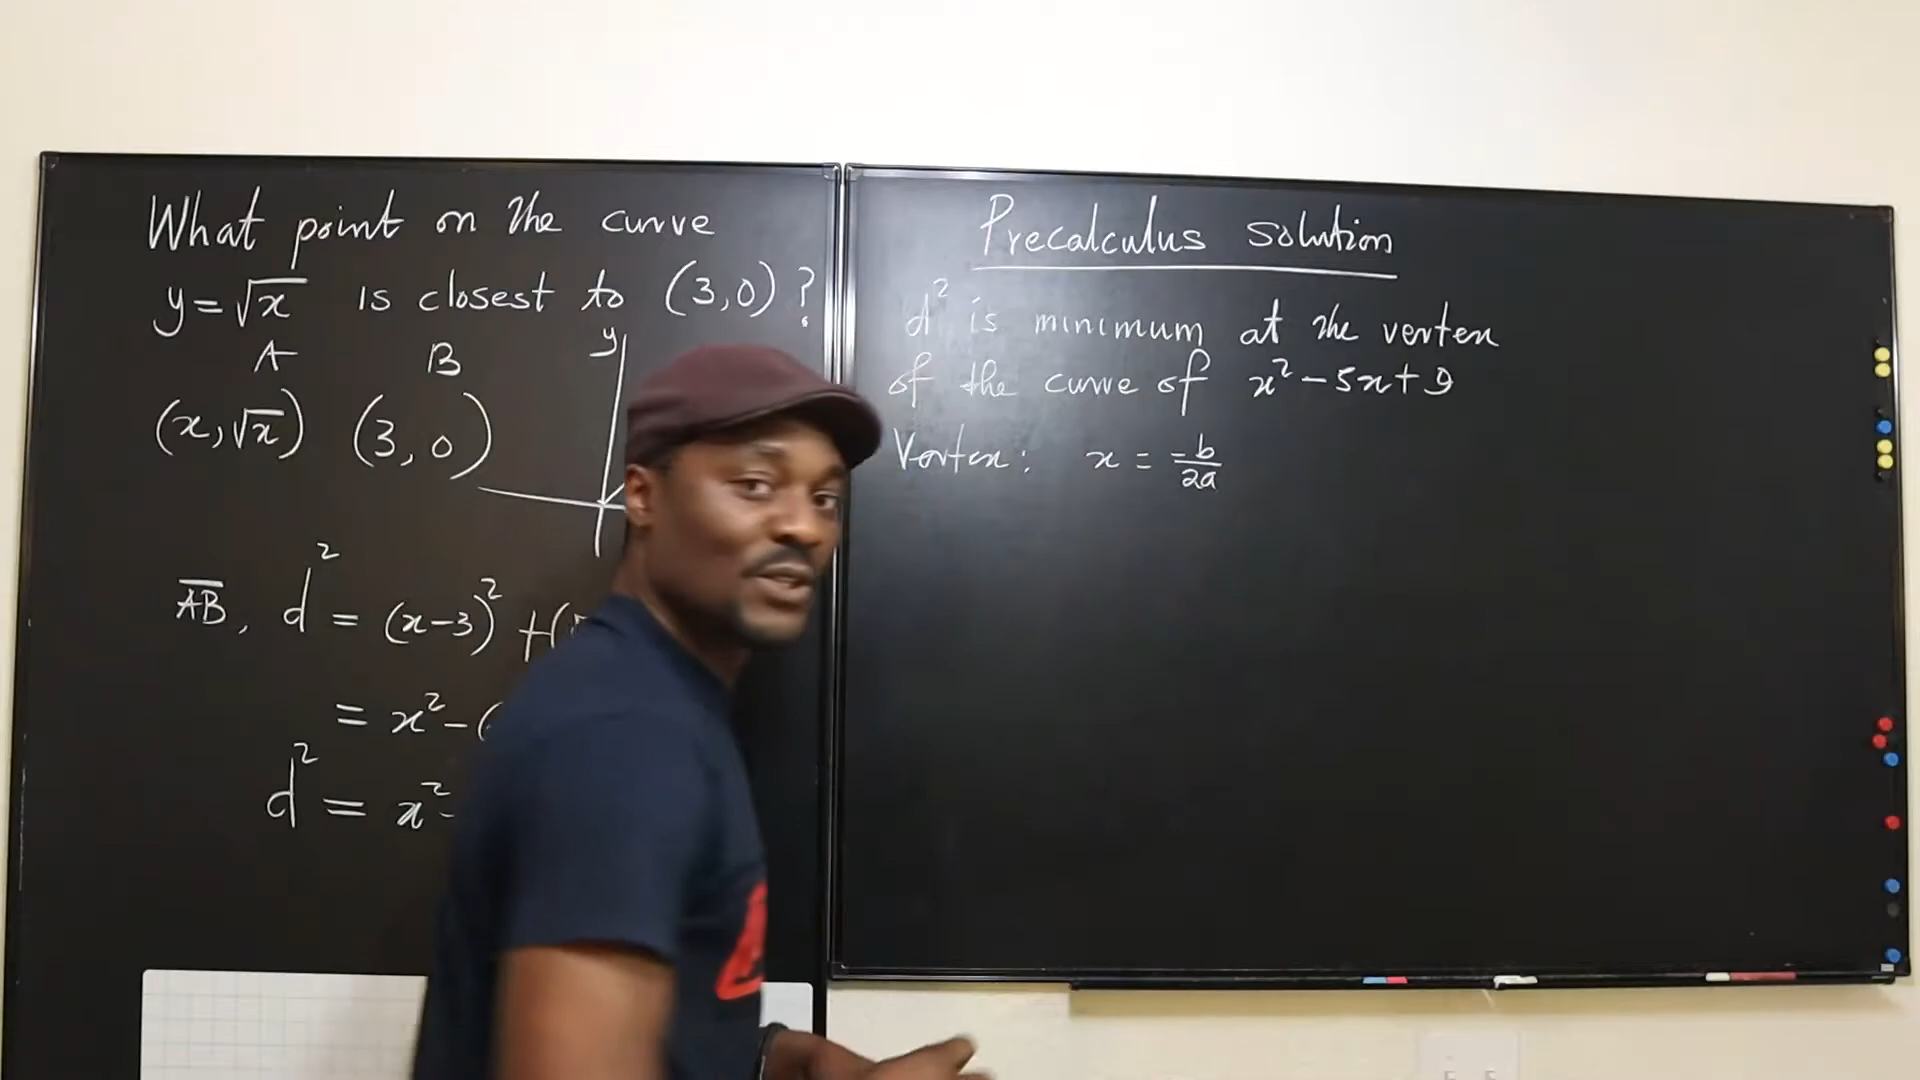 What point on the curve
y = √x is closest to (3,0)?
A B
(x,√x) (3,0)
y
AB, d² = (x-3)² + (
= x² - (
d² = x² -
Precalculus solution
d² is minimum at the vertex
of the curve of x² - 5x + 9
Vertex: x = -b/2a